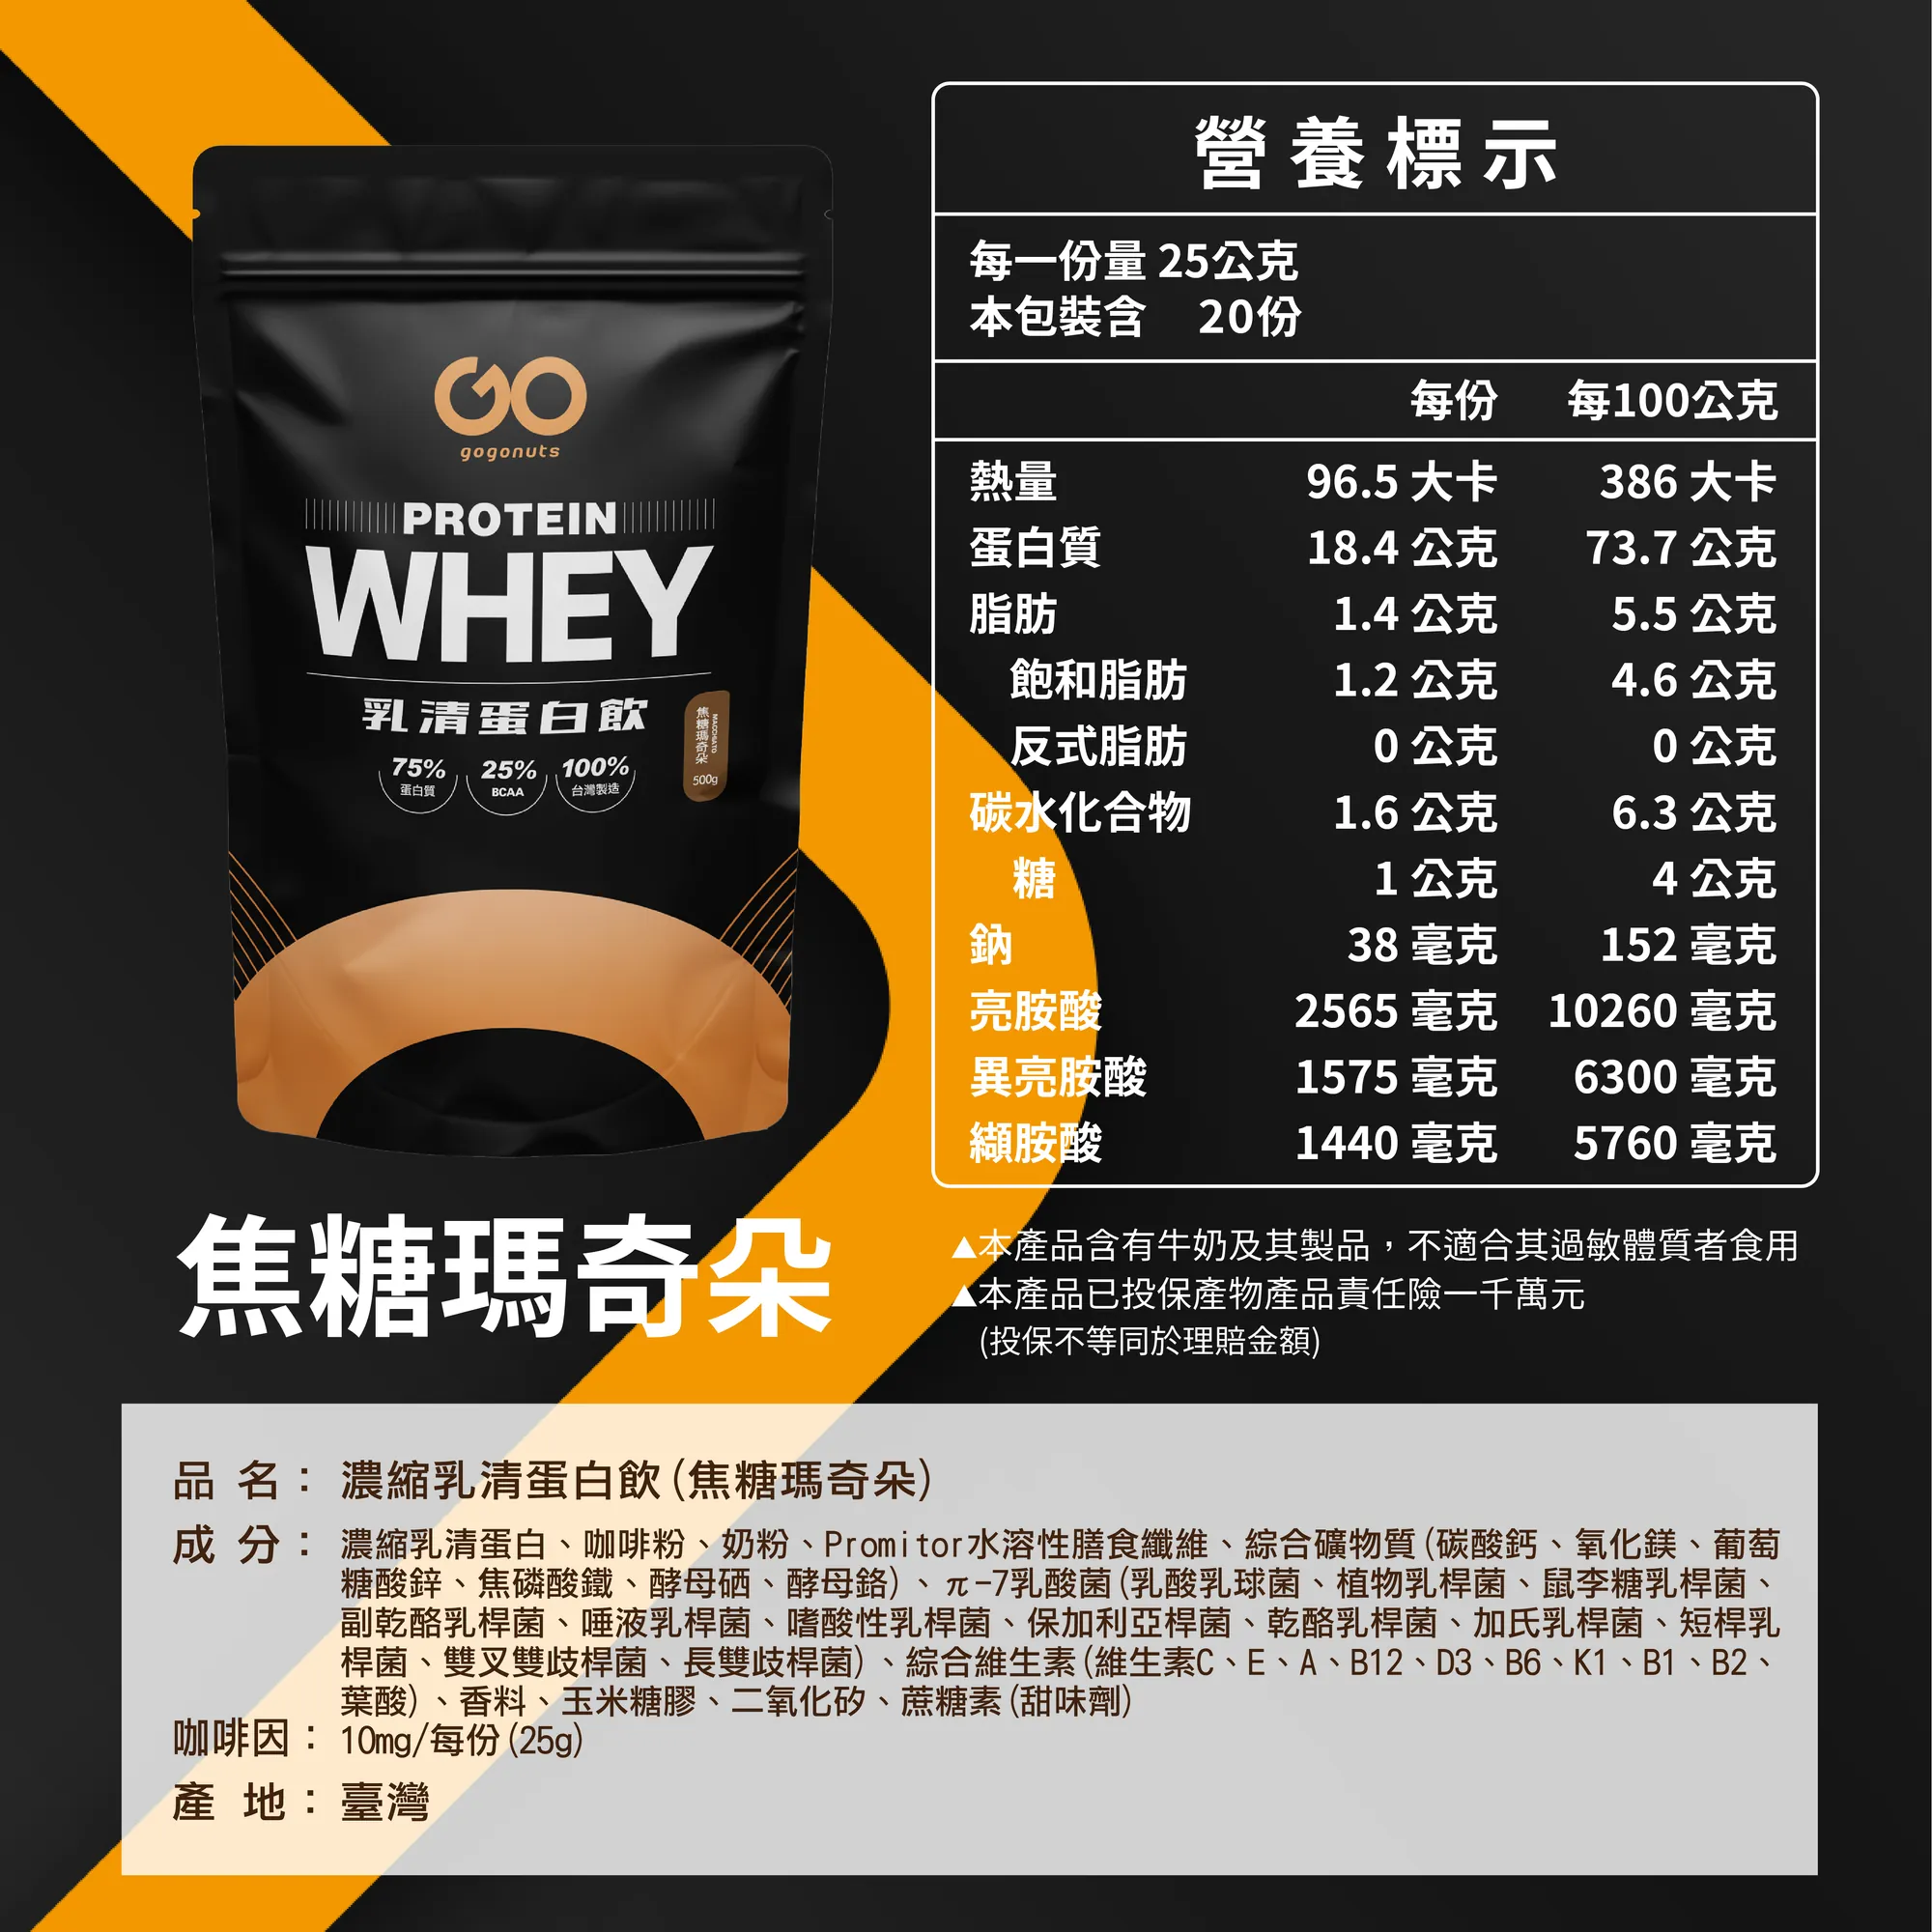 GO
gogonuts
PROTEIN
WHEY
乳清蛋白飲
焦糖瑪奇朵
MACCHIATO
500g
75%
蛋白質
25%
BCAA
100%
台灣製造
焦糖瑪奇朵
營養標示
每一份量 25公克
本包裝含 20份
每份 每100公克
熱量 96.5 大卡 386 大卡
蛋白質 18.4 公克 73.7 公克
脂肪 1.4 公克 5.5 公克
飽和脂肪 1.2 公克 4.6 公克
反式脂肪 0 公克 0 公克
碳水化合物 1.6 公克 6.3 公克
糖 1 公克 4 公克
鈉 38 毫克 152 毫克
亮胺酸 2565 毫克 10260 毫克
異亮胺酸 1575 毫克 6300 毫克
纈胺酸 1440 毫克 5760 毫克
▲本產品含有牛奶及其製品，不適合其過敏體質者食用
▲本產品已投保產物產品責任險一千萬元
(投保不等同於理賠金額)
品 名：濃縮乳清蛋白飲(焦糖瑪奇朵)
成 分：濃縮乳清蛋白、咖啡粉、奶粉、Promitor水溶性膳食纖維、綜合礦物質(碳酸鈣、氧化鎂、葡萄
糖酸鋅、焦磷酸鐵、酵母硒、酵母鉻)、π-7乳酸菌(乳酸乳球菌、植物乳桿菌、鼠李糖乳桿菌、
副乾酪乳桿菌、唾液乳桿菌、嗜酸性乳桿菌、保加利亞桿菌、乾酪乳桿菌、加氏乳桿菌、短桿乳
桿菌、雙叉雙歧桿菌、長雙歧桿菌)、綜合維生素(維生素C、E、A、B12、D3、B6、K1、B1、B2、
葉酸)、香料、玉米糖膠、二氧化矽、蔗糖素(甜味劑)
咖啡因：10mg/每份(25g)
產 地：臺灣